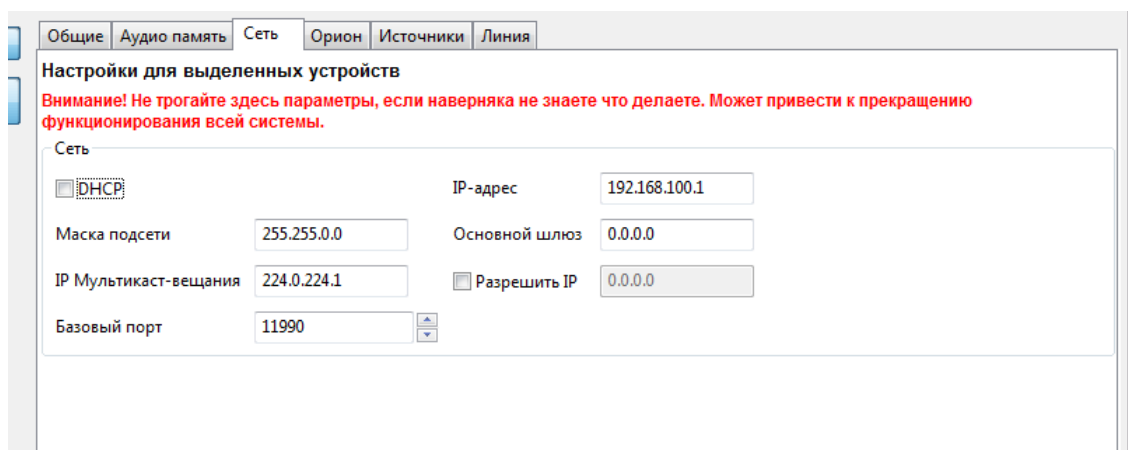 Общие Аудио память Сеть Орион Источники Линия
Настройки для выделенных устройств
Внимание! Не трогайте здесь параметры, если наверняка не знаете что делаете. Может привести к прекращению
функционирования всей системы.
Сеть
DHCP IP-адрес 192.168.100.1
Маска подсети 255.255.0.0 Основной шлюз 0.0.0.0
IP Мультикаст-вещания 224.0.224.1 Разрешить IP 0.0.0.0
Базовый порт 11990